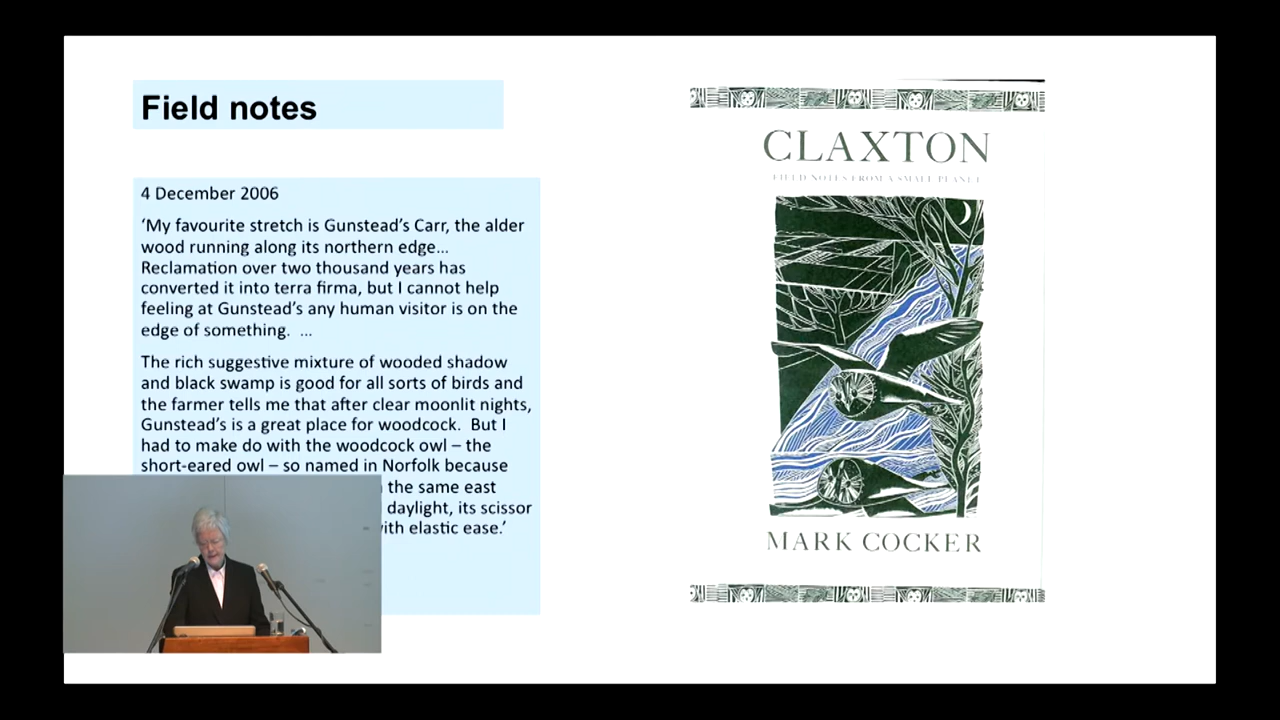 Field notes
4 December 2006
‘My favourite stretch is Gunstead’s Carr, the alder
wood running along its northern edge…
Reclamation over two thousand years has
converted it into terra firma, but I cannot help
feeling at Gunstead’s any human visitor is on the
edge of something. …
The rich suggestive mixture of wooded shadow
and black swamp is good for all sorts of birds and
the farmer tells me that after clear moonlit nights,
Gunstead’s is a great place for woodcock. But I
had to make do with the woodcock owl – the
short-eared owl – so named in Norfolk because
the same east
daylight, its scissor
with elastic ease.’
CLAXTON
FIELD NOTES FROM A SMALL PLANET
MARK COCKER